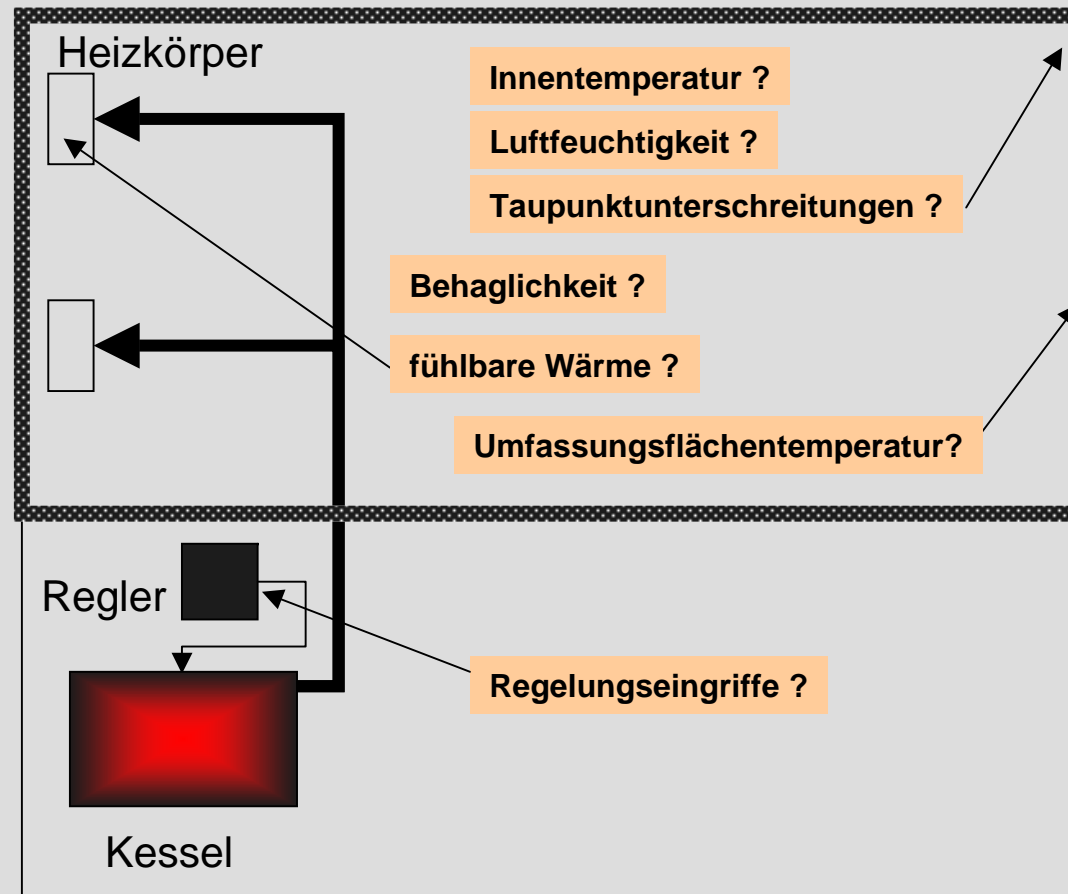 Heizkörper
Innentemperatur ?
Luftfeuchtigkeit ?
Taupunktunterschreitungen ?
Behaglichkeit ?
fühlbare Wärme ?
Umfassungsflächentemperatur?
Regler
Regelungseingriffe ?
Kessel